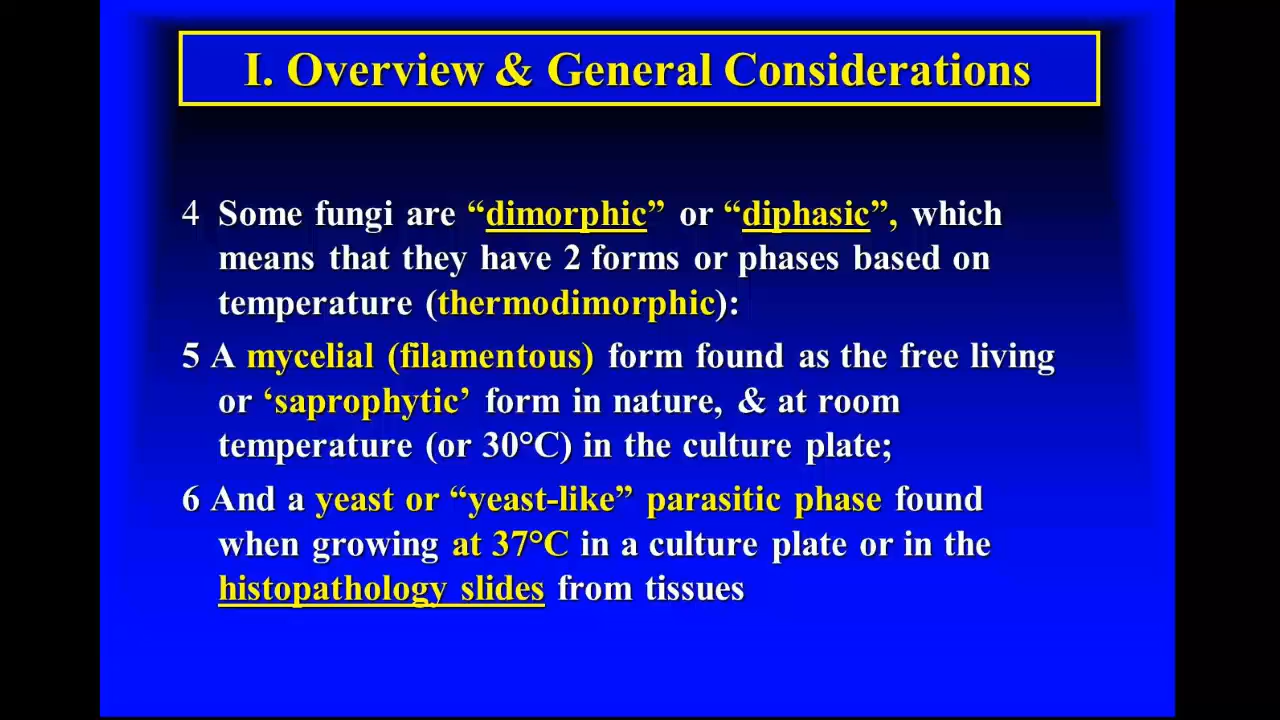 I. Overview & General Considerations
4 Some fungi are “dimorphic” or “diphasic”, which
means that they have 2 forms or phases based on
temperature (thermodimorphic):
5 A mycelial (filamentous) form found as the free living
or ‘saprophytic’ form in nature, & at room
temperature (or 30°C) in the culture plate;
6 And a yeast or “yeast-like” parasitic phase found
when growing at 37°C in a culture plate or in the
histopathology slides from tissues